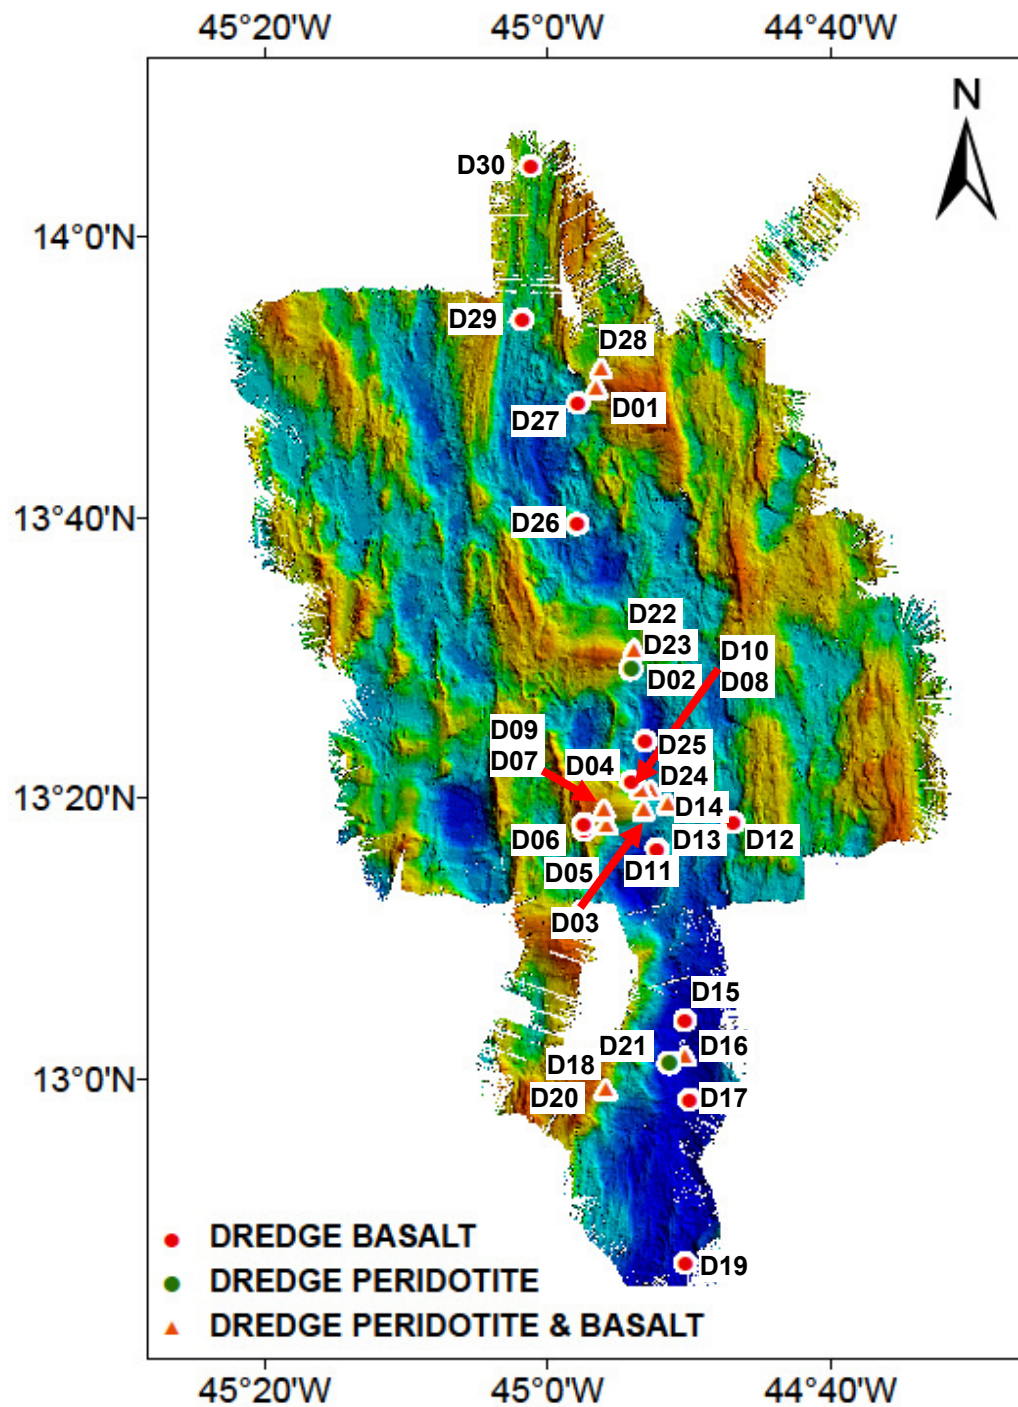 45°20'W 45°0'W 44°40'W
N
D30
14°0'N
D29
D28
D01
D27
13°40'N
D26
D22
D23
D02
D10
D08
D09
D07
D04
D25
D24
13°20'N
D14
D06
D13
D12
D05
D11
D03
D15
D21
D16
D18
13°0'N
D20
D17
DREDGE BASALT
D19
DREDGE PERIDOTITE
DREDGE PERIDOTITE & BASALT
45°20'W 45°0'W 44°40'W